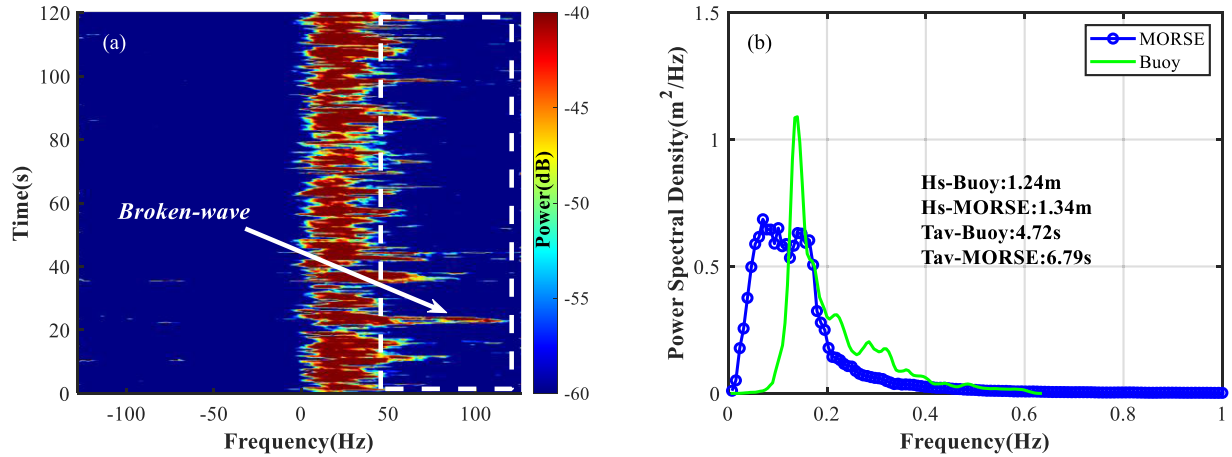 120
100
80
60
40
20
0
Time(s)
(a)
Broken-wave
-100
-50
0
50
100
Frequency(Hz)
-40
-45
-50
-55
-60
Power(dB)
1.5
1
0.5
0
Power Spectral Density(m²/Hz)
(b)
MORSE
Buoy
Hs-Buoy:1.24m
Hs-MORSE:1.34m
Tav-Buoy:4.72s
Tav-MORSE:6.79s
0
0.2
0.4
0.6
0.8
1
Frequency(Hz)